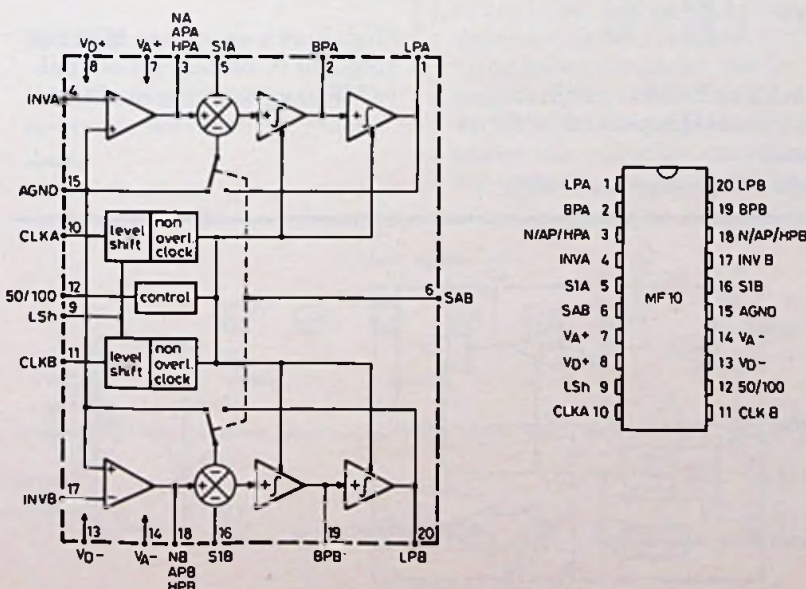 NA
APA
HPA
VD+
VA+
S1A
BPA
LPA
8
7
3
5
2
1
INVA
4
−
+
+
−
−
+∫
+∫
AGND
15
CLKA
10
level
shift
non
overl.
clock
50/100
12
control
6
SAB
LSh
9
CLKB
11
level
shift
non
overl.
clock
+
−
+
−
−
+∫
+∫
INVB
17
13
14
18
16
19
20
VD−
VA−
NB
APB
HPB
S1B
BPB
LPB
LPA 1
BPA 2
N/AP/HPA 3
INVA 4
S1A 5
SAB 6
VA+ 7
VD+ 8
LSh 9
CLKA 10
MF 10
20 LPB
19 BPB
18 N/AP/HPB
17 INV B
16 S1B
15 AGND
14 VA-
13 VD-
12 50/100
11 CLK B